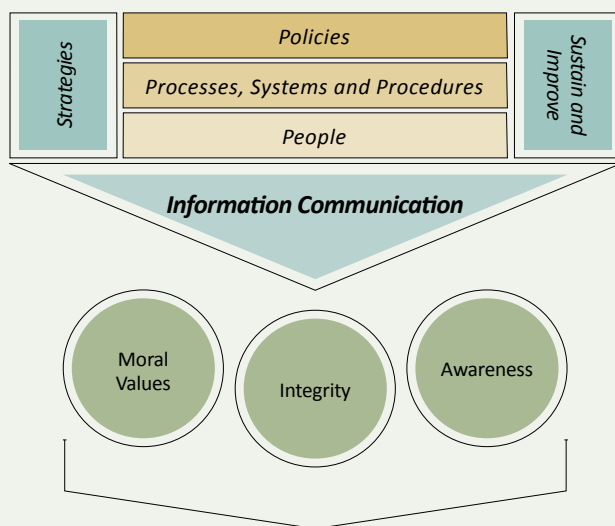 Strategies
Policies
Processes, Systems and Procedures
People
Sustain and
Improve
Information Communication
Moral
Values
Integrity
Awareness